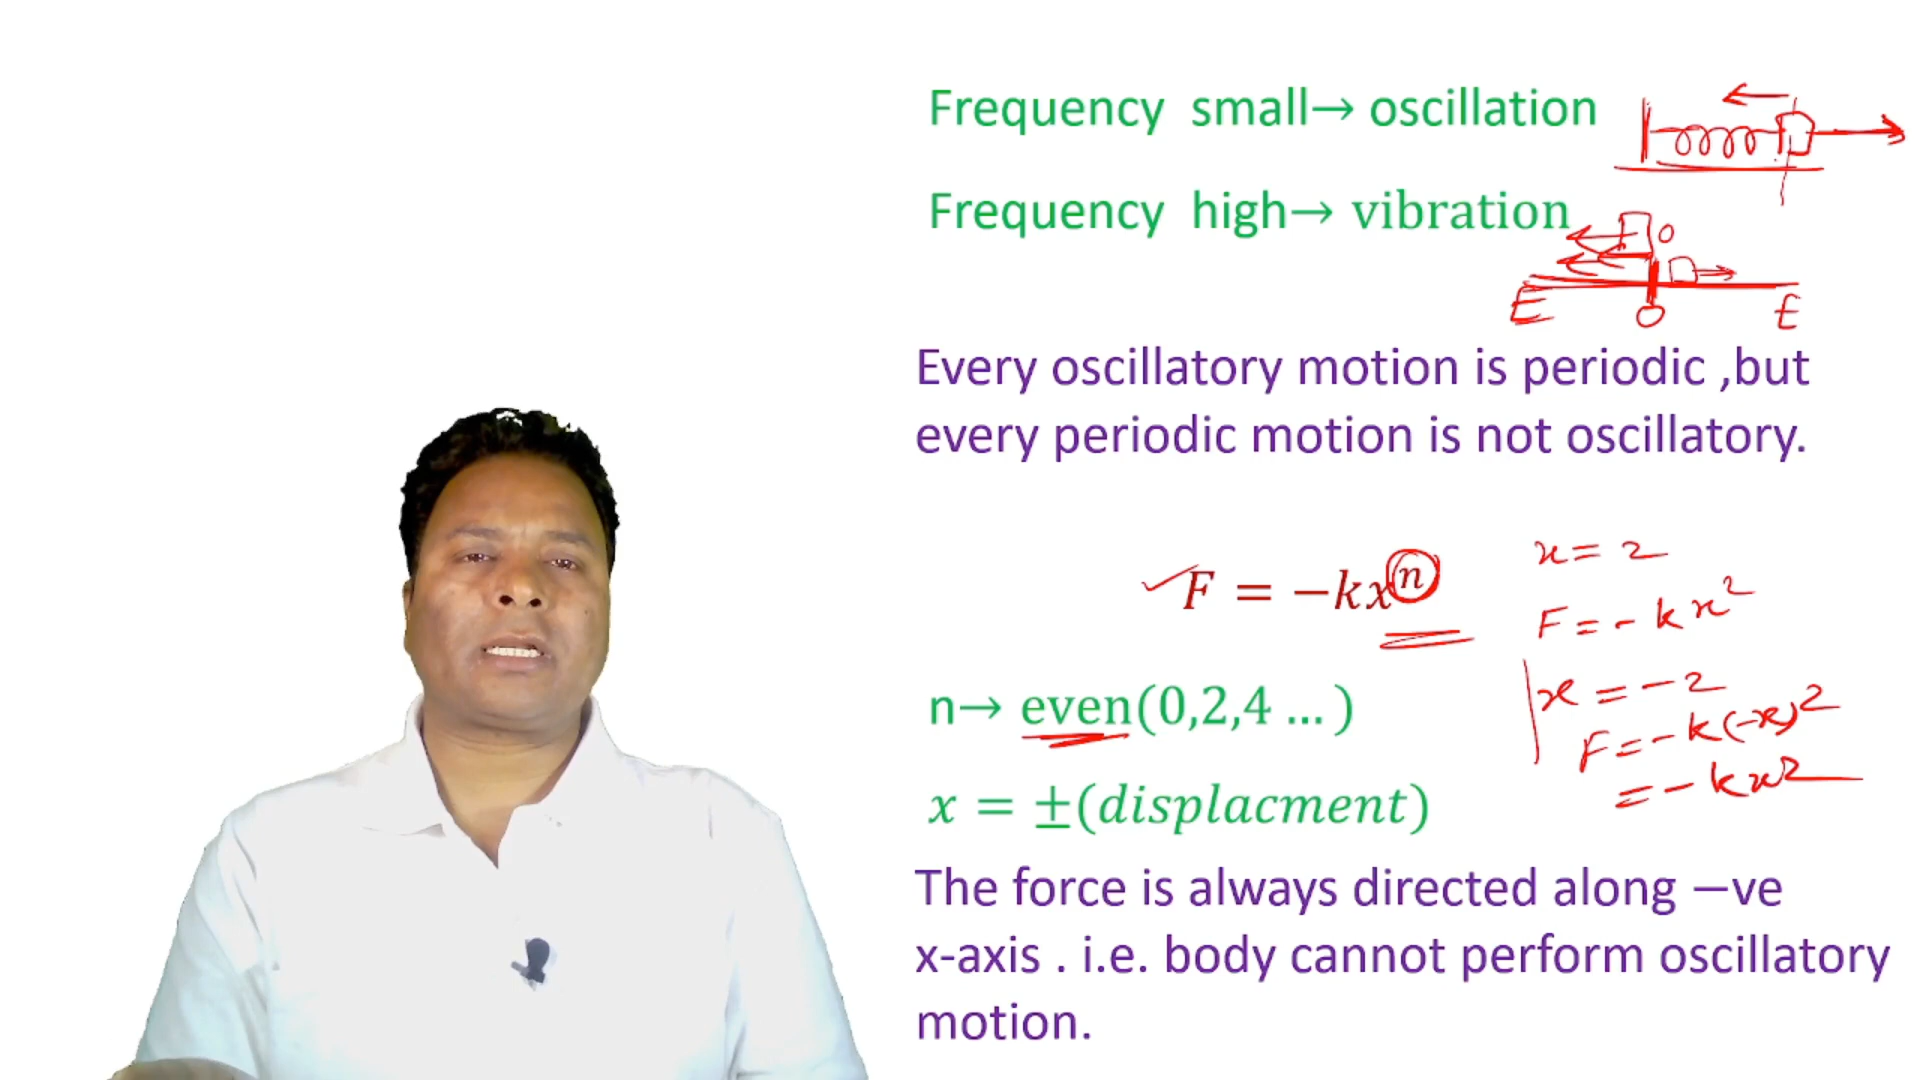 Frequency small→ oscillation
Frequency high→ vibration
O
E O E
Every oscillatory motion is periodic ,but
every periodic motion is not oscillatory.
F = −kxⁿ
x = 2
F = - kx²
x = -2
F = - k(-x)²
= - kx²
n→ even(0,2,4 ... )
x = ±(displacment)
The force is always directed along −ve
x-axis . i.e. body cannot perform oscillatory
motion.